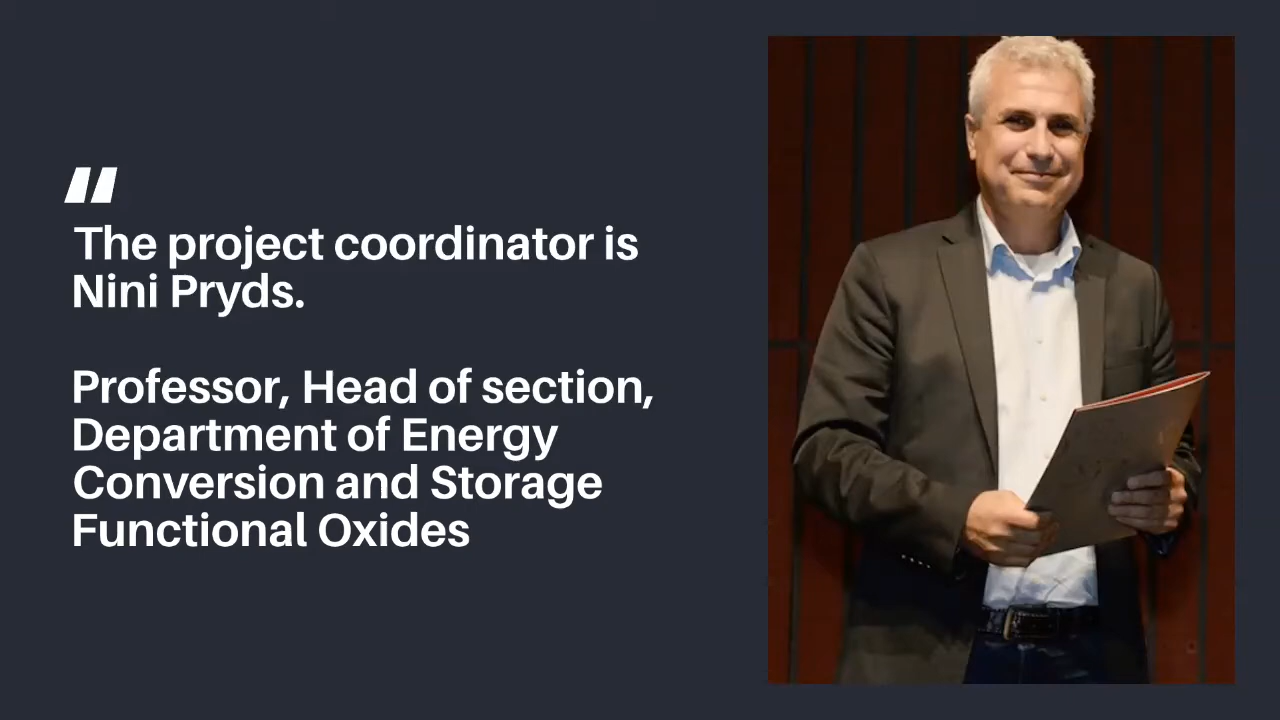 "
The project coordinator is
Nini Pryds.
Professor, Head of section,
Department of Energy
Conversion and Storage
Functional Oxides